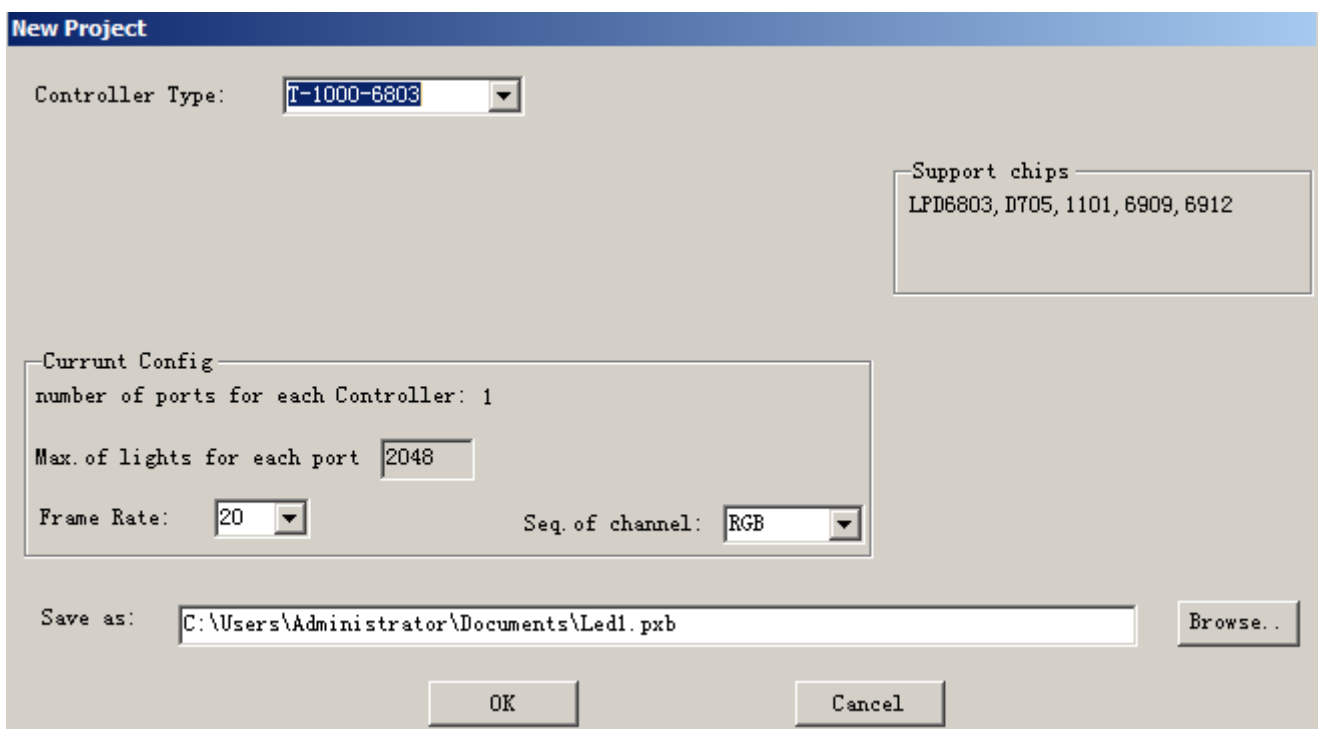 New Project
Controller Type: T-1000-6803
Support chips
LPD6803, D705, 1101, 6909, 6912
Currunt Config
number of ports for each Controller: 1
Max.of lights for each port 2048
Frame Rate: 20 Seq.of channel: RGB
Save as: C:\Users\Administrator\Documents\Led1.pxb Browse..
OK Cancel